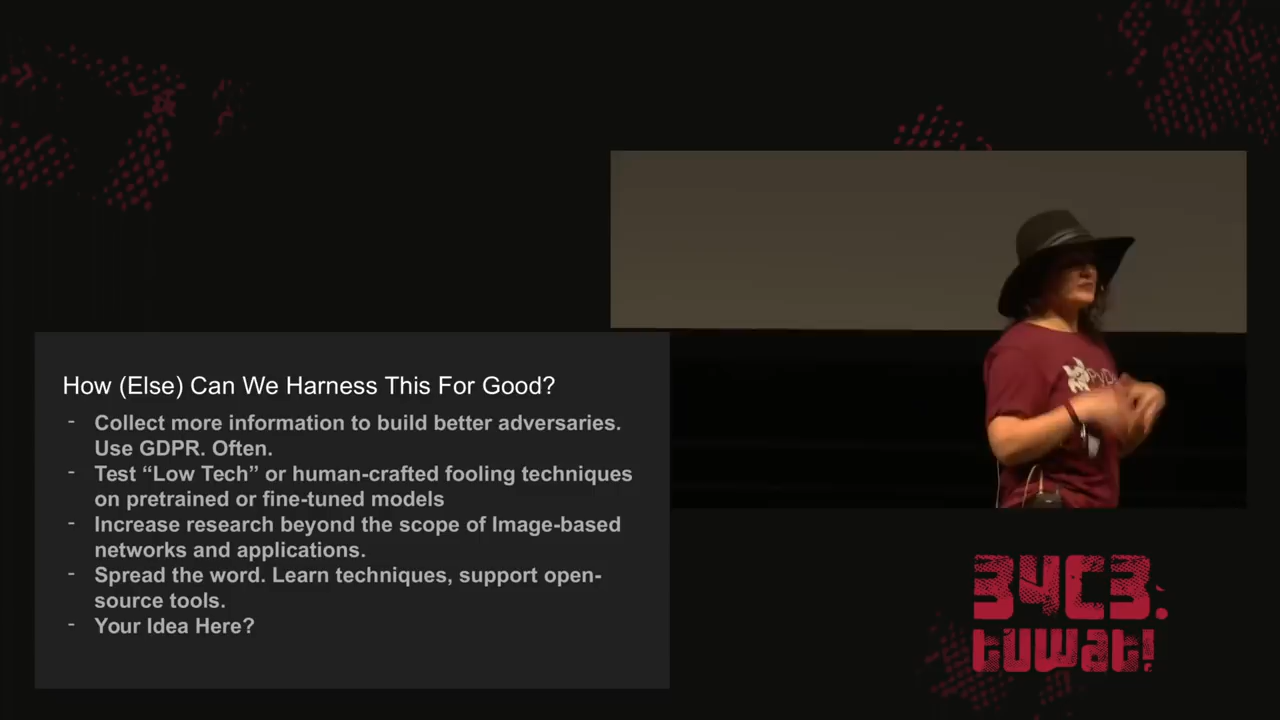 How (Else) Can We Harness This For Good?
- Collect more information to build better adversaries.
Use GDPR. Often.
- Test “Low Tech” or human-crafted fooling techniques
on pretrained or fine-tuned models
- Increase research beyond the scope of Image-based
networks and applications.
- Spread the word. Learn techniques, support open-
source tools.
- Your Idea Here?
34C3.
tuwat!